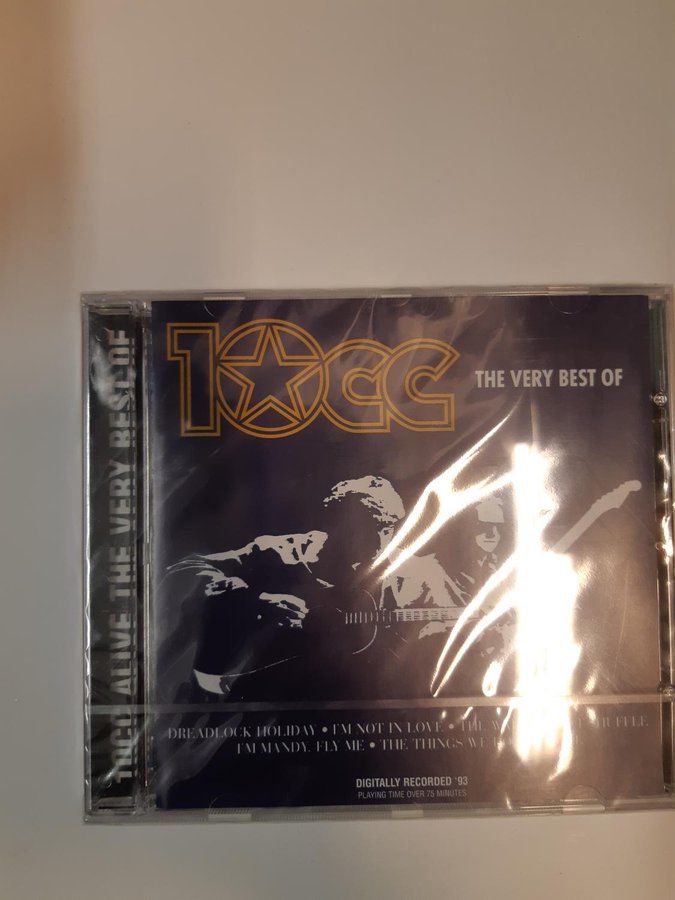 10CC ALIVE THE VERY BEST OF
10cc
THE VERY BEST OF
DREADLOCK HOLIDAY • I'M NOT IN LOVE • THE
I'M MANDY, FLY ME • THE THINGS WE
DIGITALLY RECORDED '93
PLAYING TIME OVER 75 MINUTES